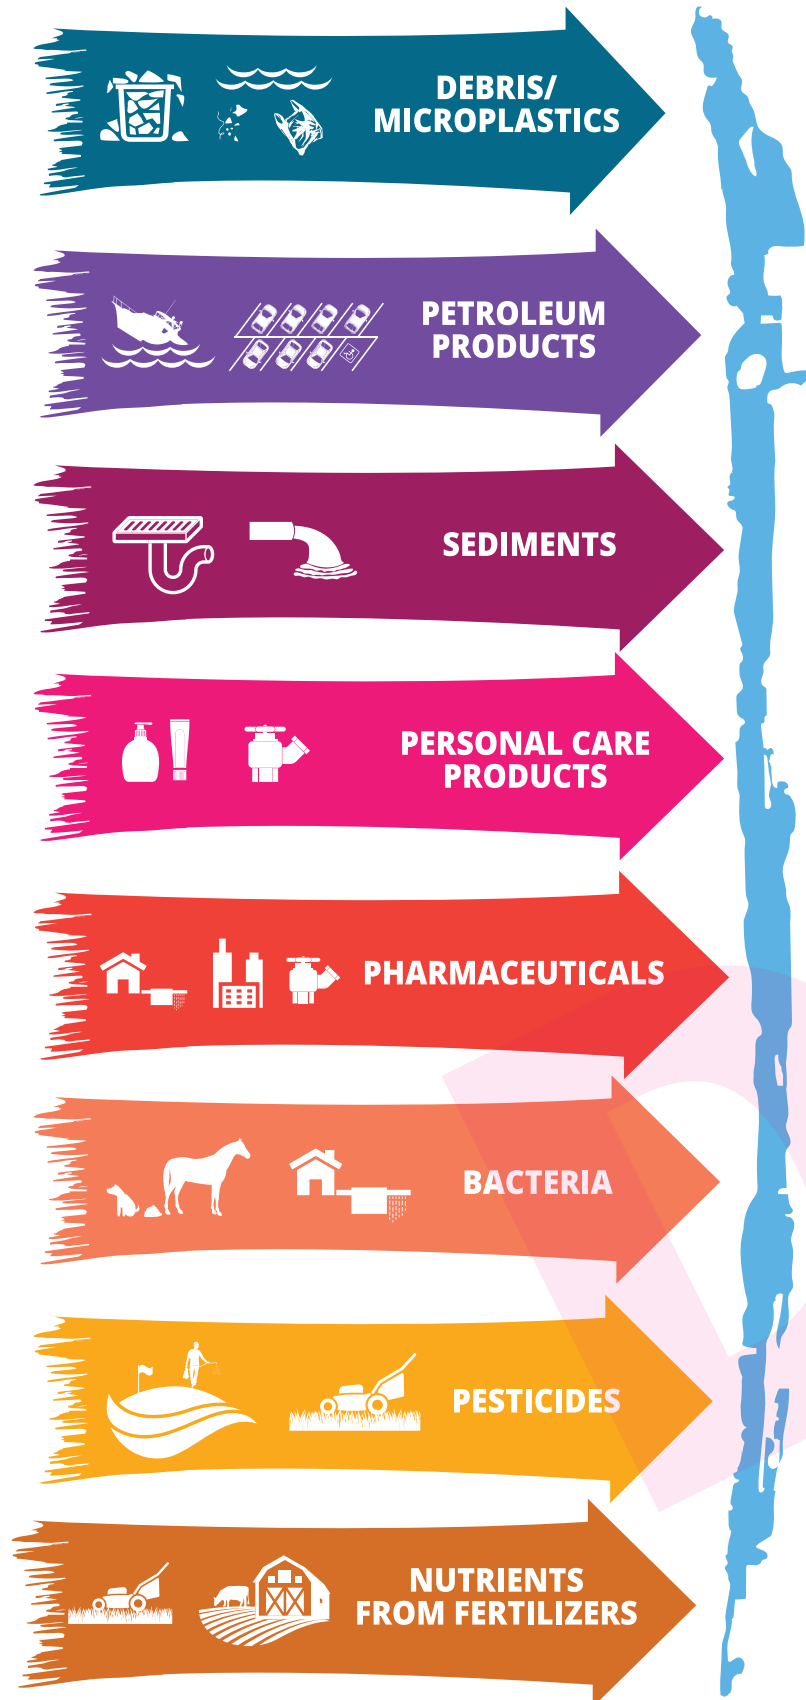 DEBRIS/
MICROPLASTICS
PETROLEUM
PRODUCTS
SEDIMENTS
PERSONAL CARE
PRODUCTS
PHARMACEUTICALS
BACTERIA
PESTICIDES
NUTRIENTS
FROM FERTILIZERS